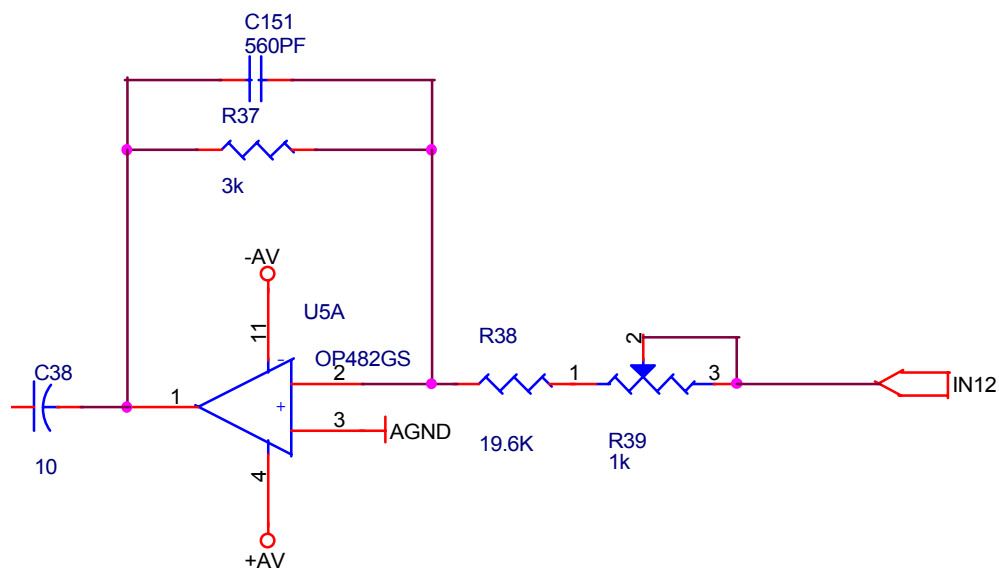 C151
560PF
R37
3k
-AV
11
U5A
-
OP482GS
R38
2
C38
2
1
3
IN12
1
+
3
AGND
10
19.6K
R39
1k
4
+AV